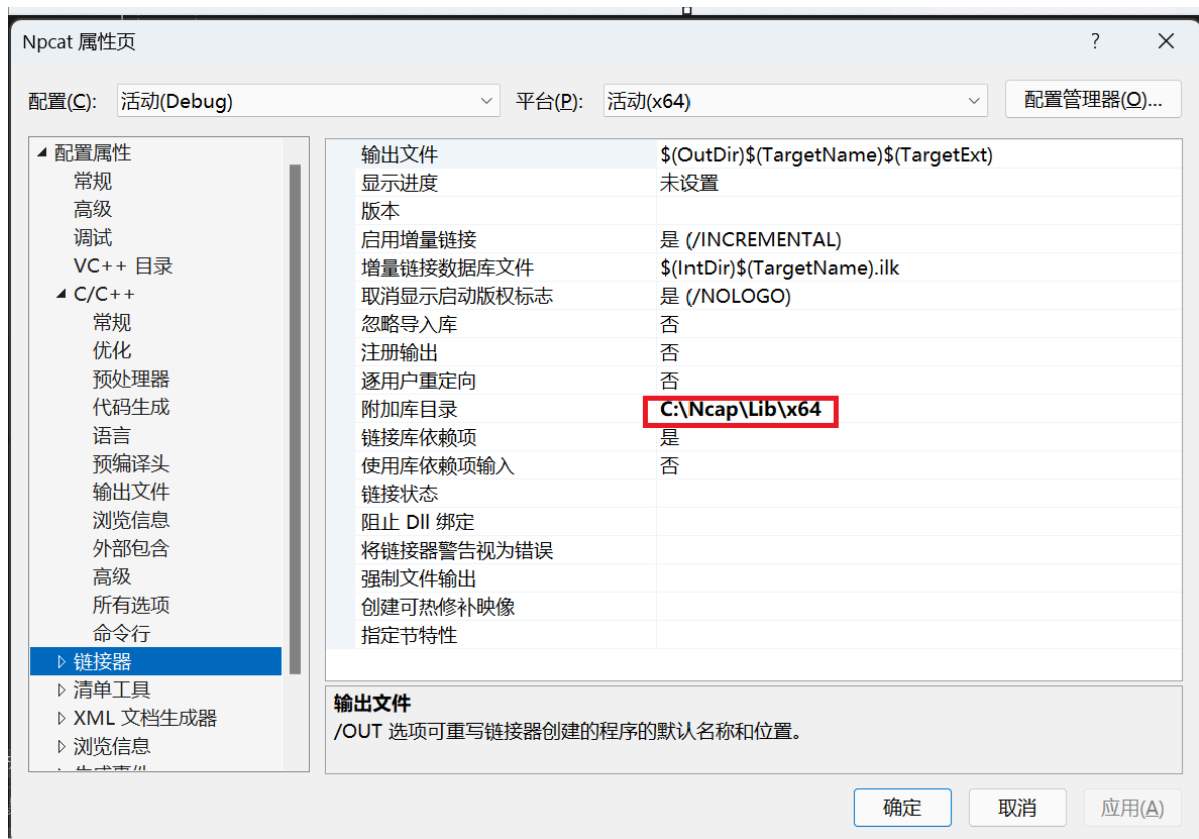 Npcat 属性页
配置(C): 活动(Debug) 平台(P): 活动(x64) 配置管理器(O)...
配置属性
常规
高级
调试
VC++ 目录
C/C++
常规
优化
预处理器
代码生成
语言
预编译头
输出文件
浏览信息
外部包含
高级
所有选项
命令行
链接器
清单工具
XML 文档生成器
浏览信息
生成事件
输出文件 $(OutDir)$(TargetName)$(TargetExt)
显示进度 未设置
版本
启用增量链接 是 (/INCREMENTAL)
增量链接数据库文件 $(IntDir)$(TargetName).ilk
取消显示启动版权标志 是 (/NOLOGO)
忽略导入库 否
注册输出 否
逐用户重定向 否
附加库目录 C:\Ncap\Lib\x64
链接库依赖项 是
使用库依赖项输入 否
链接状态
阻止 Dll 绑定
将链接器警告视为错误
强制文件输出
创建可热修补映像
指定节特性
输出文件
/OUT 选项可重写链接器创建的程序的默认名称和位置。
确定 取消 应用(A)